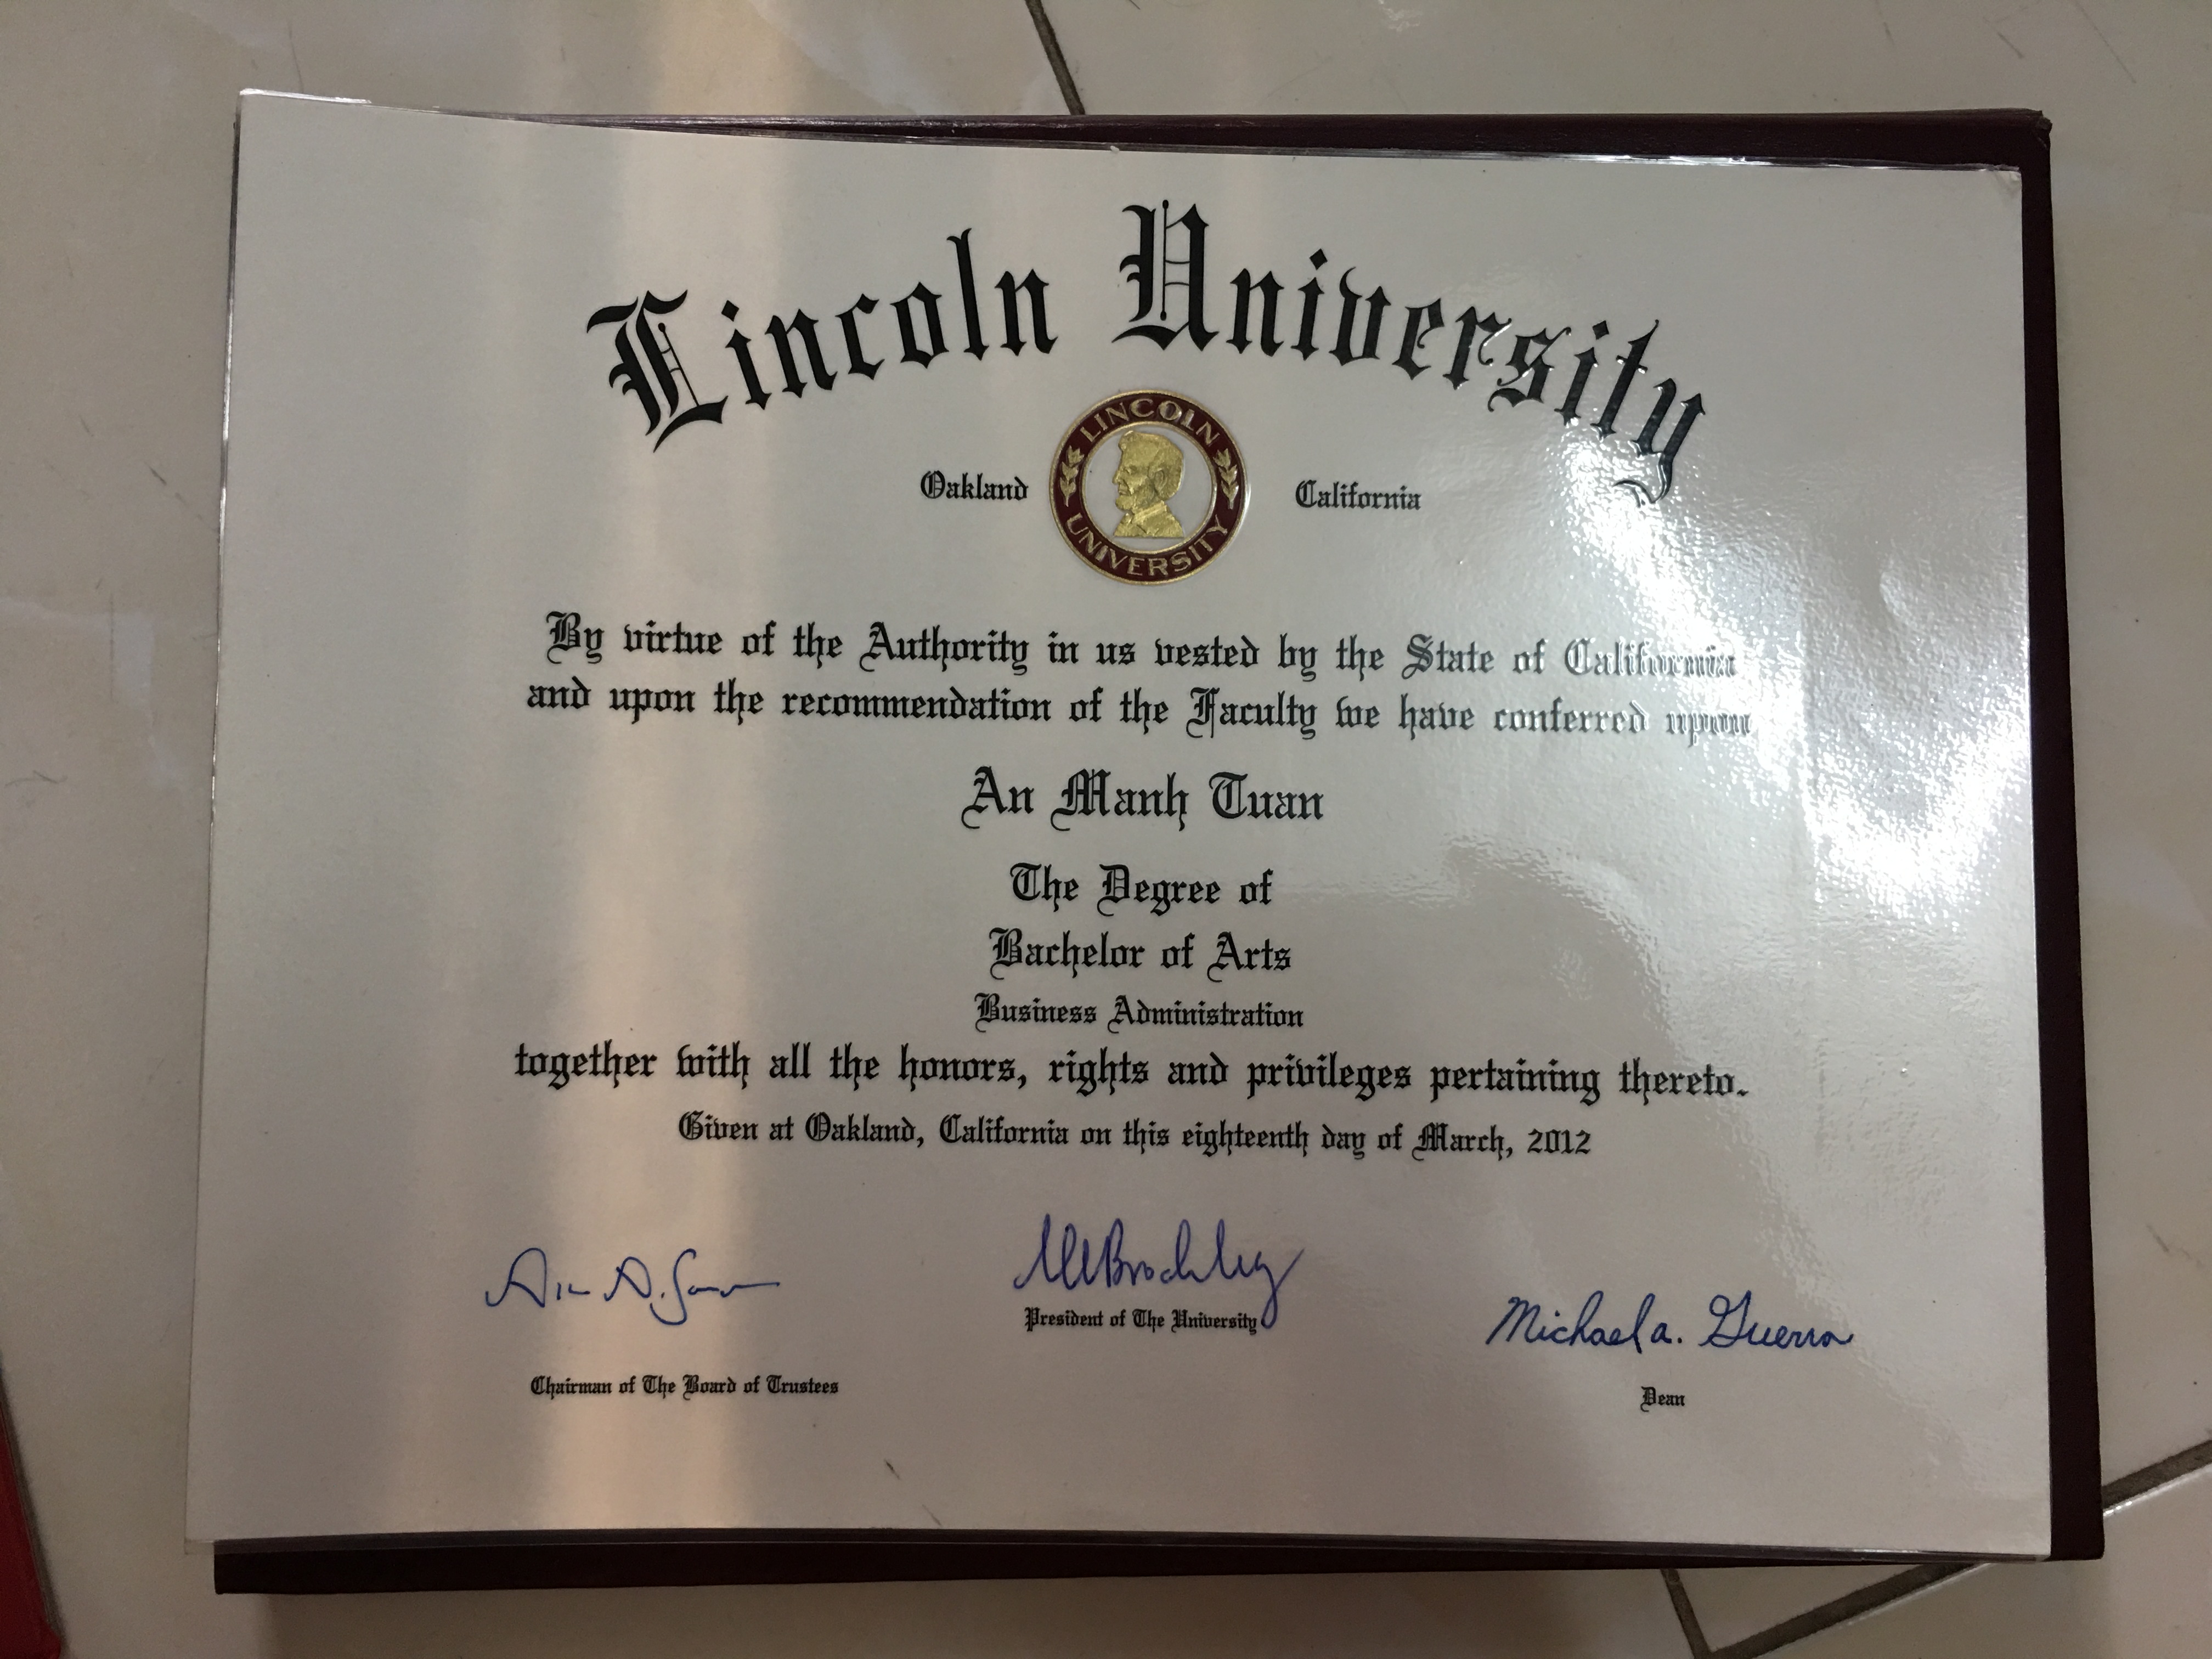 Lincoln University
Oakland California
LINCOLN UNIVERSITY
By virtue of the Authority in us vested by the State of California
and upon the recommendation of the Faculty we have conferred upon
An Manh Tuan
The Degree of
Bachelor of Arts
Business Administration
together with all the honors, rights and privileges pertaining thereto.
Given at Oakland, California on this eighteenth day of March, 2012
President of The University
Michael A. Guerra
Chairman of The Board of Trustees
Dean